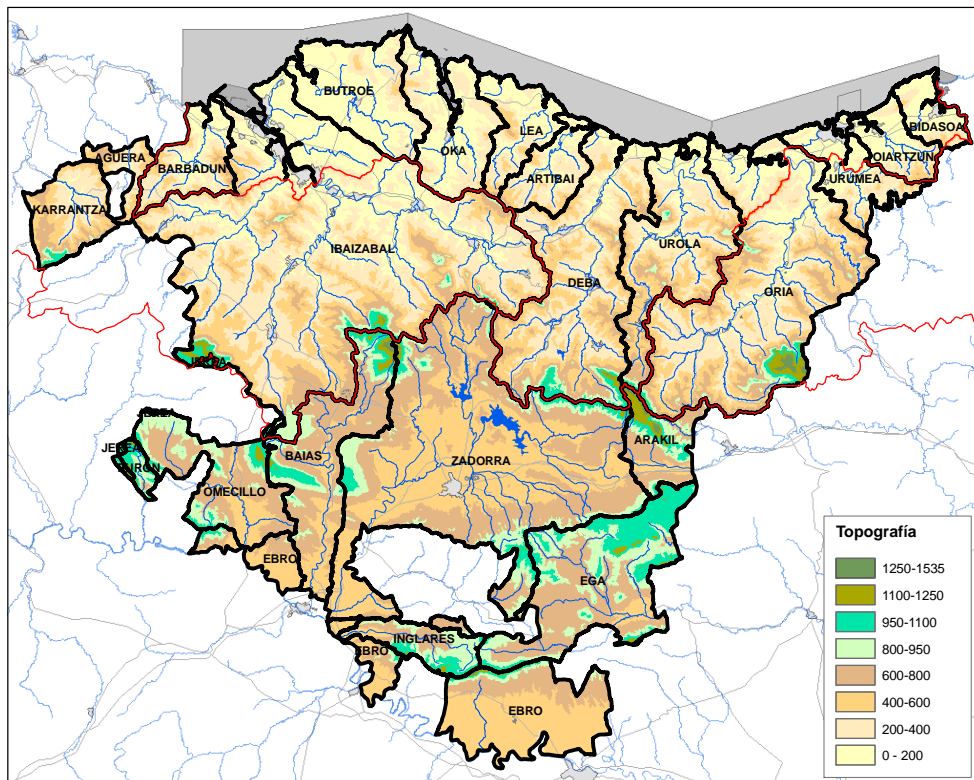 BUTROE
BIDASOA
LEA
OKA
AGUERA
BARBADUN
OIARTZUN
ARTIBAI
URUMEA
KARRANTZA
IBAIZABAL
UROLA
DEBA
ORIA
JEREA
BAIAS
ARAKIL
ZADORRA
PURON
OMECILLO
EBRO
EGA
INGLARES
EBRO
EBRO
Topografía
1250-1535
1100-1250
950-1100
800-950
600-800
400-600
200-400
0 - 200